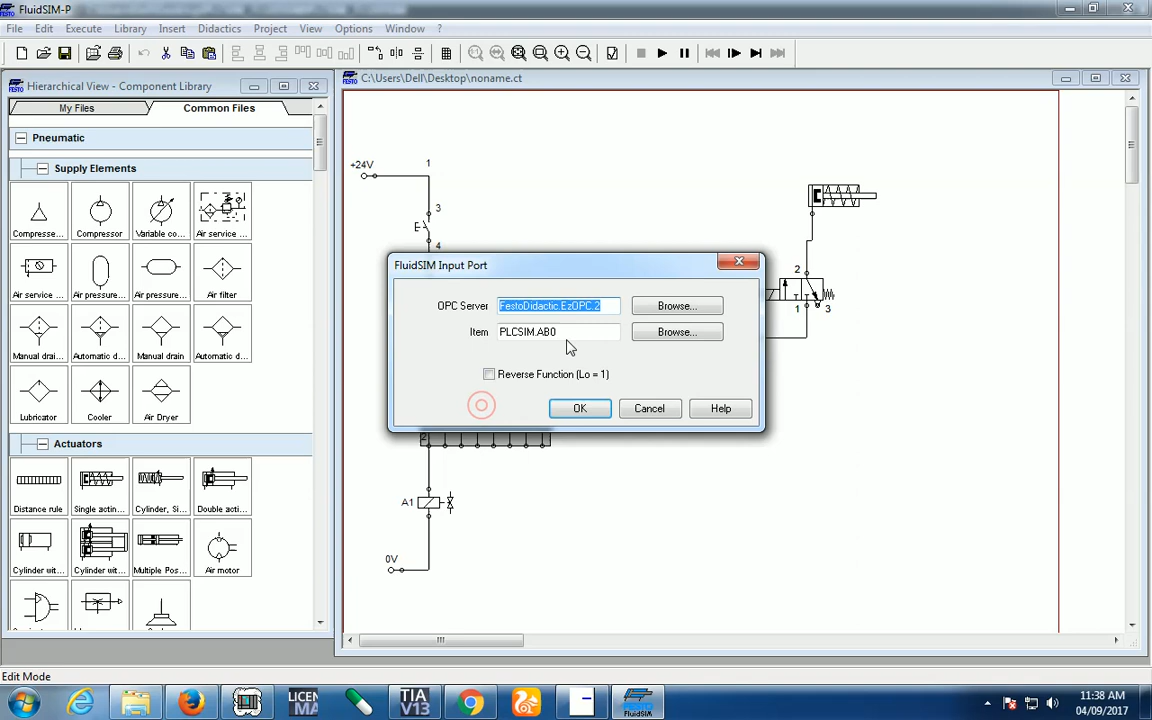 FluidSIM-P
File Edit Execute Library Insert Didactics Project View Options Window ?
Hierarchical View - Component Library
C:\Users\Dell\Desktop\noname.ct
My Files Common Files
Pneumatic
Supply Elements
Compresse... Compressor Variable co... Air service ...
Air service ... Air pressure... Air pressure... Air filter
Manual drai... Automatic d... Manual drain Automatic d...
Lubricator Cooler Air Dryer
Actuators
Distance rule Single actin... Cylinder, Si... Double acti...
Cylinder wit... Cylinder wit... Multiple Pos... Air motor
+24V
1
3
4
2
1
3
FluidSIM Input Port
OPC Server FestoDidactic.EzOPC.2 Browse...
Item PLCSIM.AB0 Browse...
Reverse Function (Lo = 1)
OK Cancel Help
A1
0V
Edit Mode
LICEN
TIA
V13
FESTO
FluidSIM
11:38 AM
04/09/2017